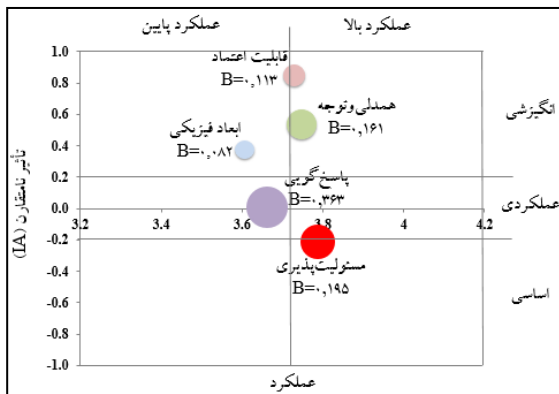 عملکرد پایین
عملکرد بالا
1.0
0.8
0.6
0.4
0.2
0.0
-0.2
-0.4
-0.6
-0.8
-1.0
تأثیر نامتقارن (IA)
قابلیت اعتماد
B=۰,۱۱۳
همدلی‌وتوجه
B=۰,۱۶۱
ابعاد فیزیکی
B=۰,۰۸۲
پاسخ‌گویی
B=۰,۳۶۳
مسئولیت‌پذیری
B=۰,۱۹۵
3.2
3.4
3.6
3.8
4
4.2
انگیزشی
عملکردی
اساسی
عملکرد